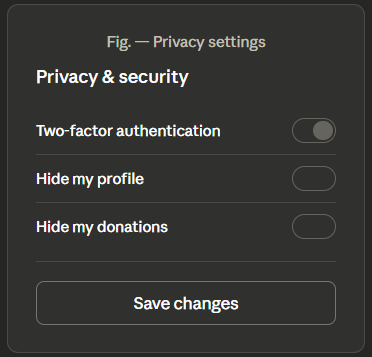 Fig. — Privacy settings
Privacy & security
Two-factor authentication
Hide my profile
Hide my donations
Save changes